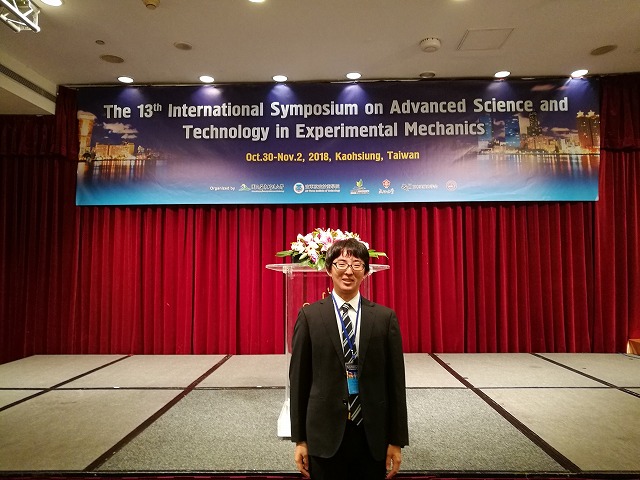 The 13th International Symposium on Advanced Science and
Technology in Experimental Mechanics
Oct.30-Nov.2, 2018, Kaohsiung, Taiwan
Organized by